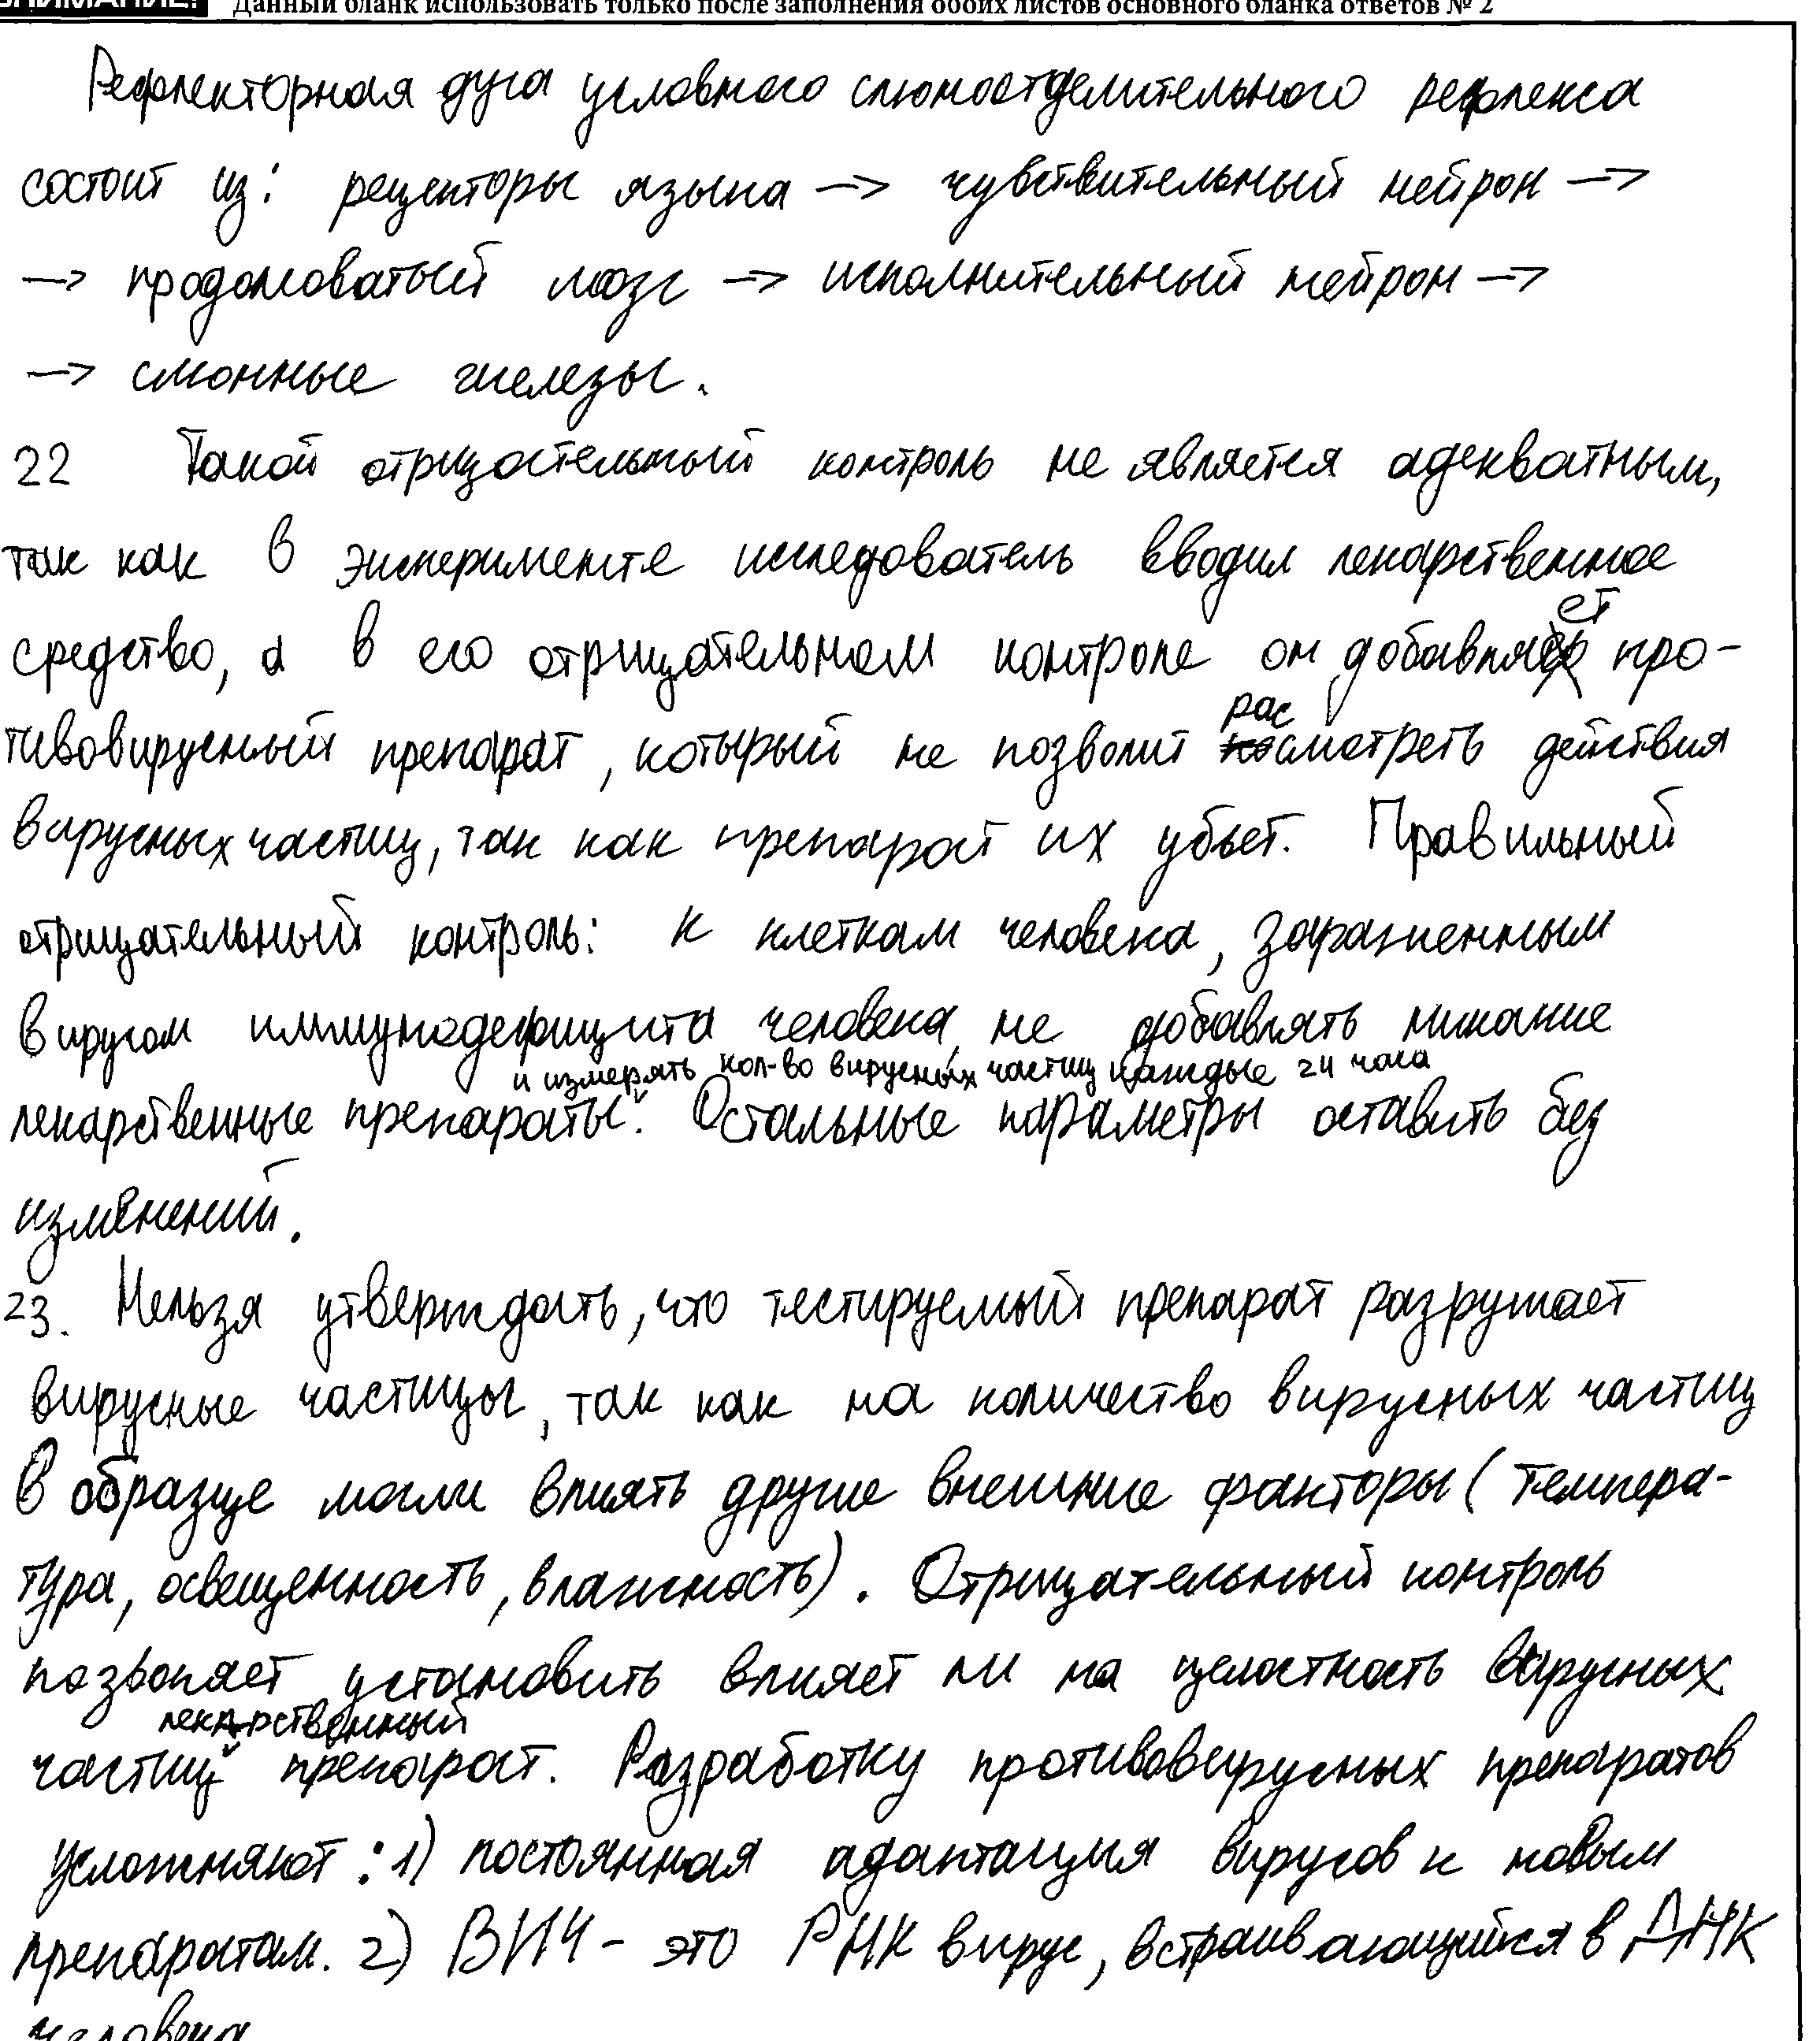 ВНИМАНИЕ! Данный бланк использовать только после заполнения обоих листов основного бланка ответов № 2
Рефлекторная дуга условного слюноотделительного рефлекса
состоит из: рецепторы языка —> чувствительный нейрон —>
—> продолговатый мозг —> исполнительный нейрон —>
—> слюнные железы.
22 Такой отрицательный контроль не является адекватным,
так как в эксперименте исследователь вводил лекарственное
средство, а в его отрицательном контроле он добавляет про-
тивовирусный препарат, который не позволит рассмотреть действия
вирусных частиц, так как препарат их убьет. Правильный
отрицательный контроль: к клеткам человека, зараженным
вирусом иммунодефицита человека не добавлять никакие
и измерять кол-во вирусных частиц каждые 24 часа
лекарственные препараты. Остальные параметры оставить без
изменений.
23. Нельзя утверждать, что тестируемый препарат разрушает
вирусные частицы, так как на количество вирусных частиц
в образце могли влиять другие внешние факторы (темпера-
тура, освещенность, влажность). Отрицательный контроль
позволяет установить влияет ли на целостность вирусных
лекарственный
частиц препарат. Разработку противовирусных препаратов
усложняют: 1) постоянная адаптация вирусов к новым
препаратам. 2) ВИЧ - это РНК вирус, встраивающийся в ДНК
человека